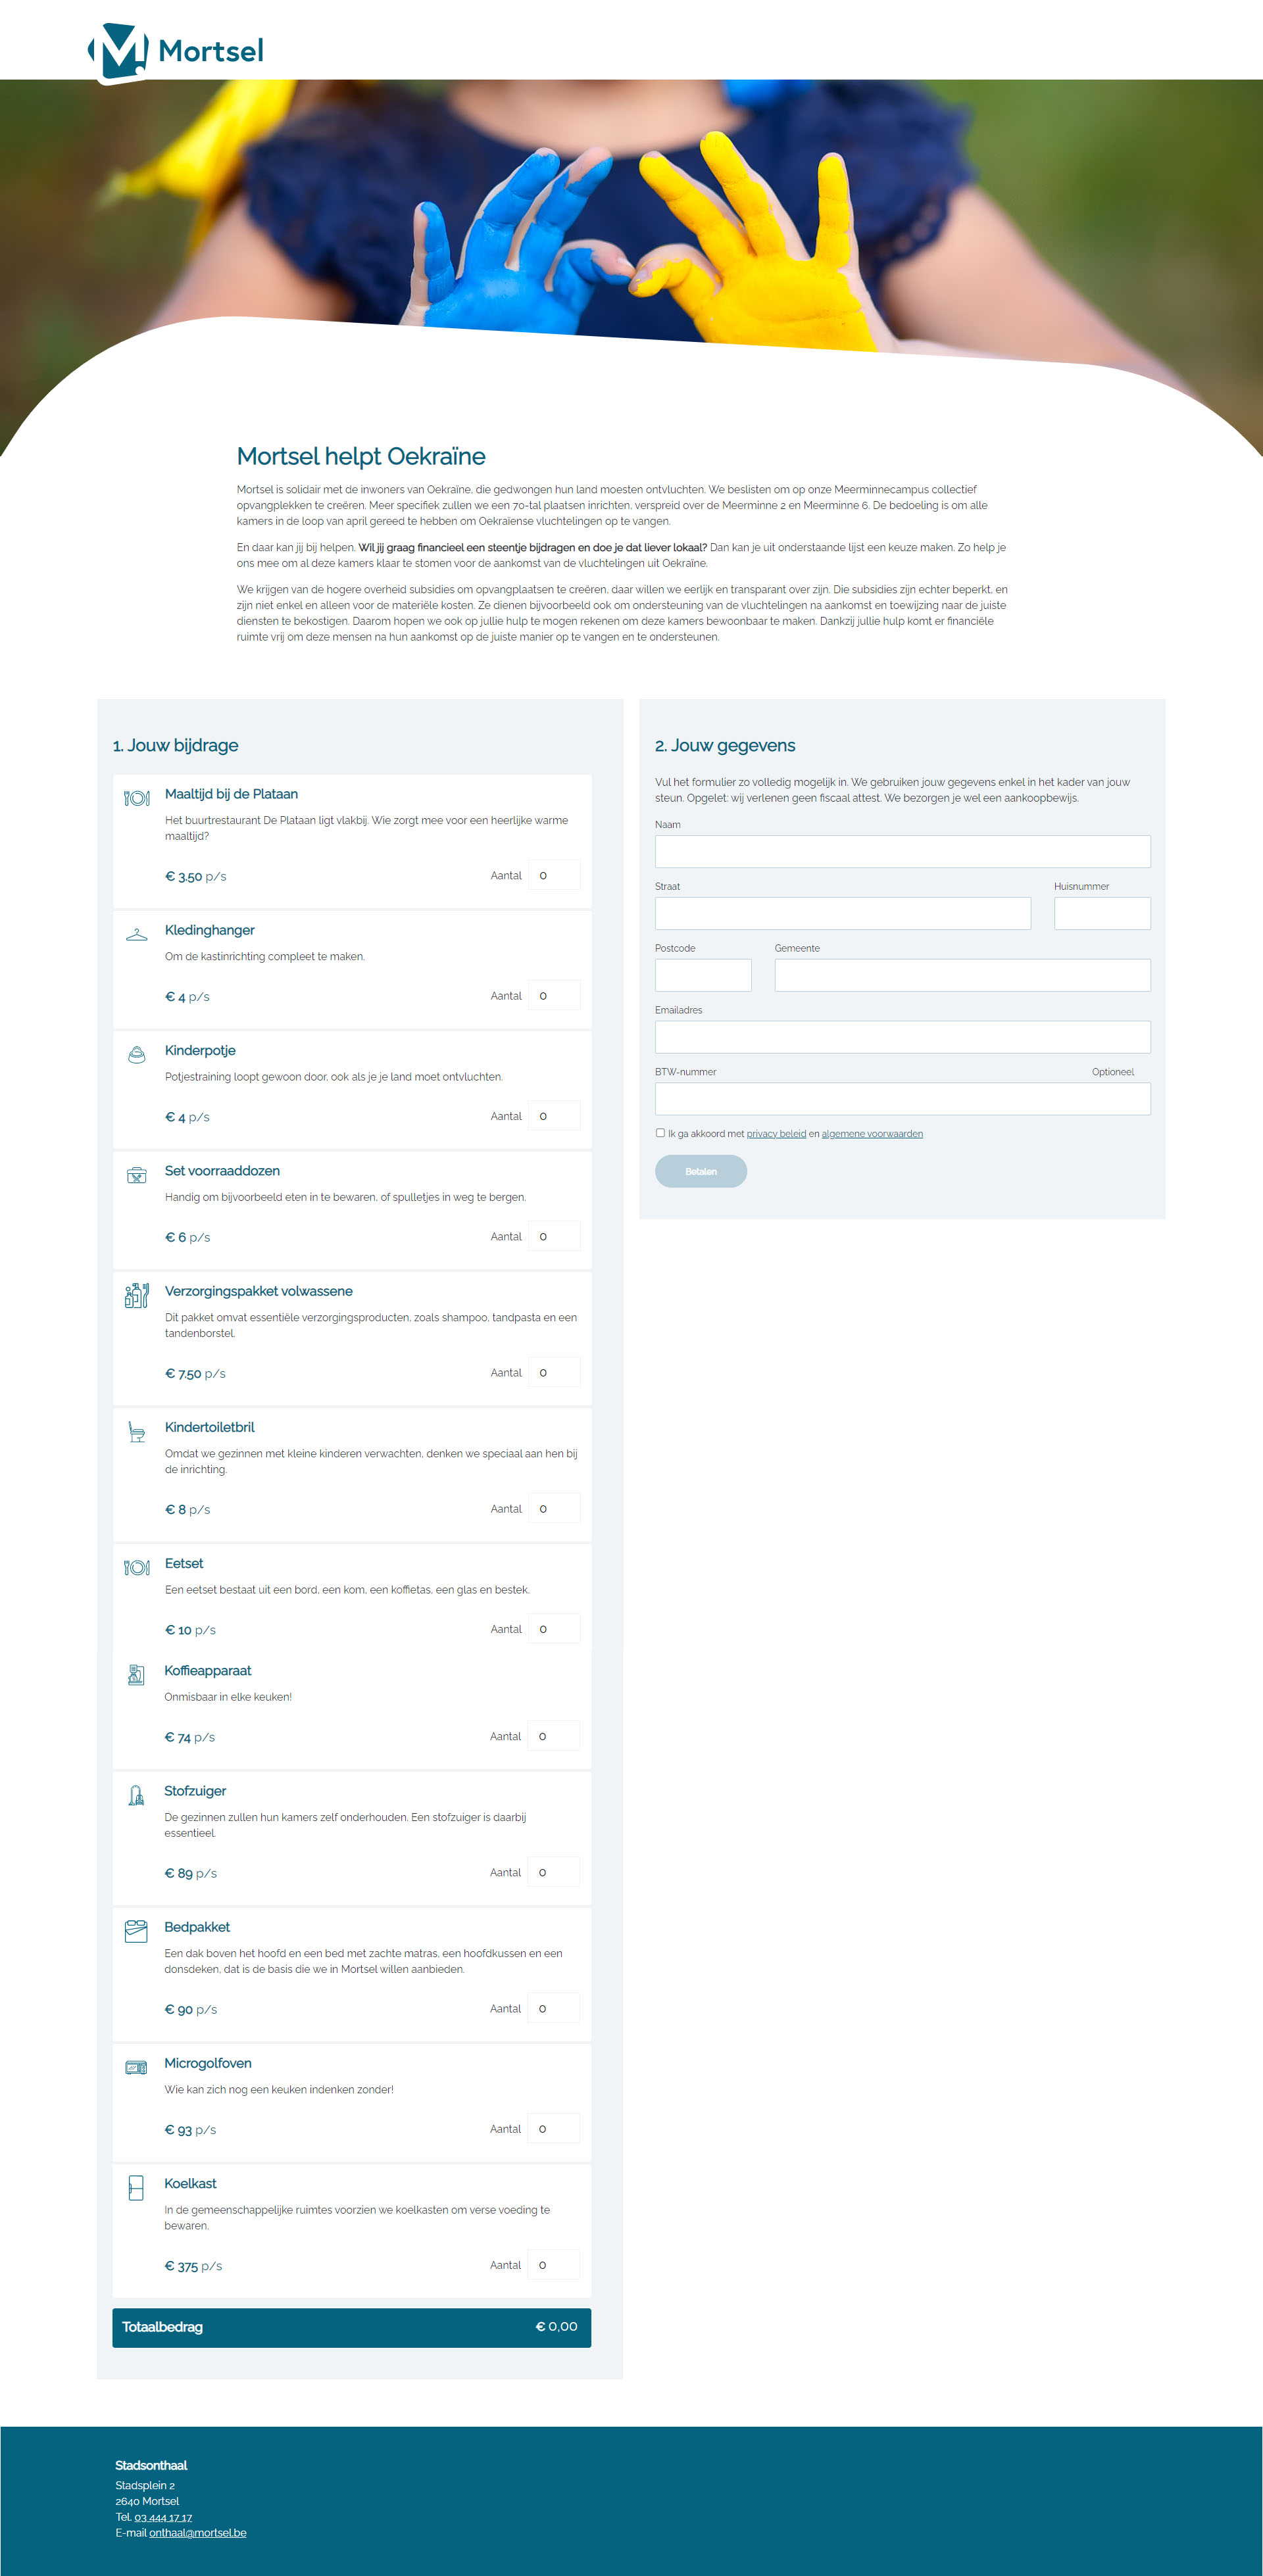 Mortsel
Mortsel helpt Oekraïne
Mortsel is solidair met de inwoners van Oekraïne, die gedwongen hun land moesten ontvluchten. We beslisten om op onze Meerminnecampus collectief
opvangplekken te creëren. Meer specifiek zullen we een 70-tal plaatsen inrichten, verspreid over de Meerminne 2 en Meerminne 6. De bedoeling is om alle
kamers in de loop van april gereed te hebben om Oekraïense vluchtelingen op te vangen.
En daar kan jij bij helpen. Wil jij graag financieel een steentje bijdragen en doe je dat liever lokaal? Dan kan je uit onderstaande lijst een keuze maken. Zo help je
ons mee om al deze kamers klaar te stomen voor de aankomst van de vluchtelingen uit Oekraïne.
We krijgen van de hogere overheid subsidies om opvangplaatsen te creëren, daar willen we eerlijk en transparant over zijn. Die subsidies zijn echter beperkt, en
zijn niet enkel en alleen voor de materiële kosten. Ze dienen bijvoorbeeld ook om ondersteuning van de vluchtelingen na aankomst en toewijzing naar de juiste
diensten te bekostigen. Daarom hopen we ook op jullie hulp te mogen rekenen om deze kamers bewoonbaar te maken. Dankzij jullie hulp komt er financiële
ruimte vrij om deze mensen na hun aankomst op de juiste manier op te vangen en te ondersteunen.
1. Jouw bijdrage
Maaltijd bij de Plataan
Het buurtrestaurant De Plataan ligt vlakbij. Wie zorgt mee voor een heerlijke warme
maaltijd?
€ 3.50 p/s Aantal 0
Kledinghanger
Om de kastinrichting compleet te maken.
€ 4 p/s Aantal 0
Kinderpotje
Potjestraining loopt gewoon door, ook als je je land moet ontvluchten.
€ 4 p/s Aantal 0
Set voorraaddozen
Handig om bijvoorbeeld eten in te bewaren, of spulletjes in weg te bergen.
€ 6 p/s Aantal 0
Verzorgingspakket volwassene
Dit pakket omvat essentiële verzorgingsproducten, zoals shampoo, tandpasta en een
tandenborstel.
€ 7.50 p/s Aantal 0
Kindertoiletbril
Omdat we gezinnen met kleine kinderen verwachten, denken we speciaal aan hen bij
de inrichting.
€ 8 p/s Aantal 0
Eetset
Een eetset bestaat uit een bord, een kom, een koffietas, een glas en bestek.
€ 10 p/s Aantal 0
Koffieapparaat
Onmisbaar in elke keuken!
€ 74 p/s Aantal 0
Stofzuiger
De gezinnen zullen hun kamers zelf onderhouden. Een stofzuiger is daarbij
essentieel.
€ 89 p/s Aantal 0
Bedpakket
Een dak boven het hoofd en een bed met zachte matras, een hoofdkussen en een
donsdeken, dat is de basis die we in Mortsel willen aanbieden.
€ 90 p/s Aantal 0
Microgolfoven
Wie kan zich nog een keuken indenken zonder!
€ 93 p/s Aantal 0
Koelkast
In de gemeenschappelijke ruimtes voorzien we koelkasten om verse voeding te
bewaren.
€ 375 p/s Aantal 0
Totaalbedrag € 0,00
2. Jouw gegevens
Vul het formulier zo volledig mogelijk in. We gebruiken jouw gegevens enkel in het kader van jouw
steun. Opgelet: wij verlenen geen fiscaal attest. We bezorgen je wel een aankoopbewijs.
Naam
Straat Huisnummer
Postcode Gemeente
Emailadres
BTW-nummer Optioneel
Ik ga akkoord met privacy beleid en algemene voorwaarden
Betalen
Stadsonthaal
Stadsplein 2
2640 Mortsel
Tel. 03 444 17 17
E-mail onthaal@mortsel.be